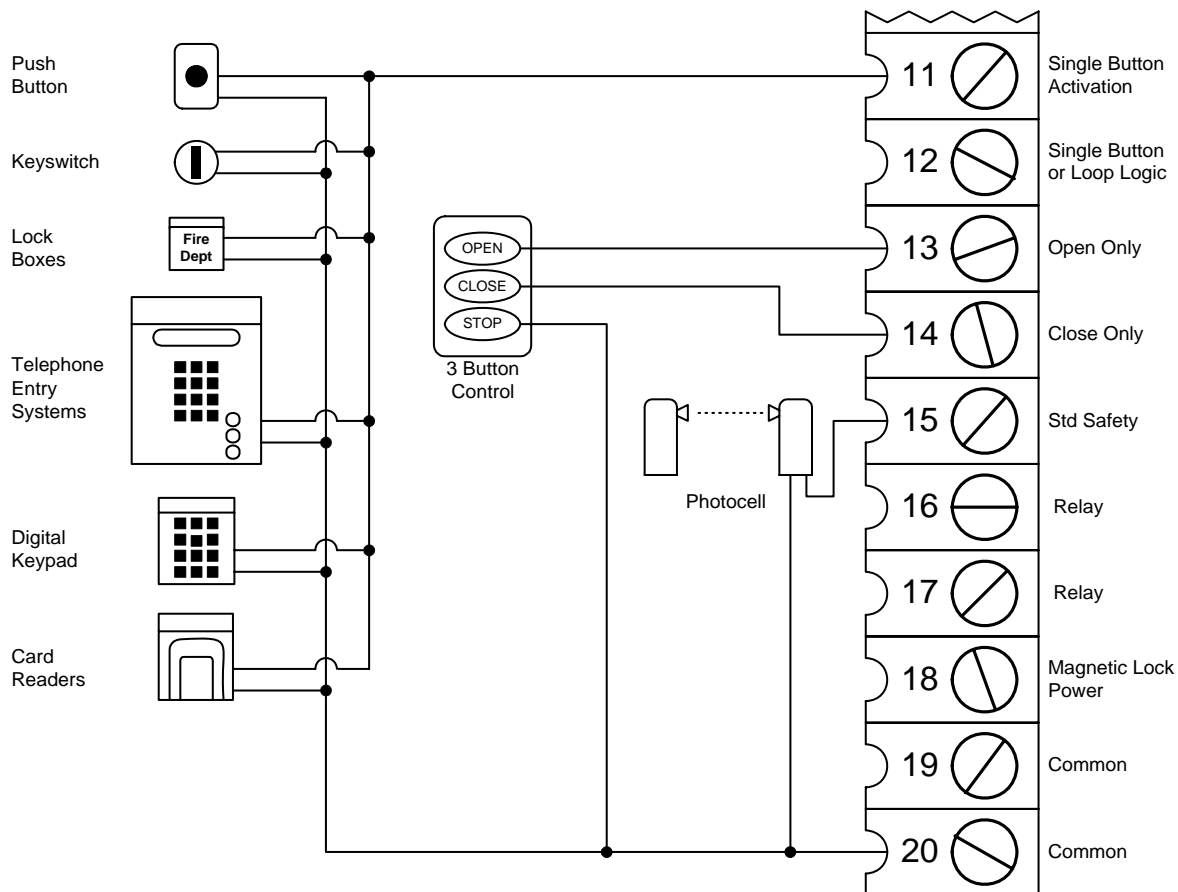 Push
Button
Keyswitch
Lock
Boxes
Fire
Dept
Telephone
Entry
Systems
Digital
Keypad
Card
Readers
OPEN
CLOSE
STOP
3 Button
Control
Photocell
11
Single Button
Activation
12
Single Button
or Loop Logic
13
Open Only
14
Close Only
15
Std Safety
16
Relay
17
Relay
18
Magnetic Lock
Power
19
Common
20
Common